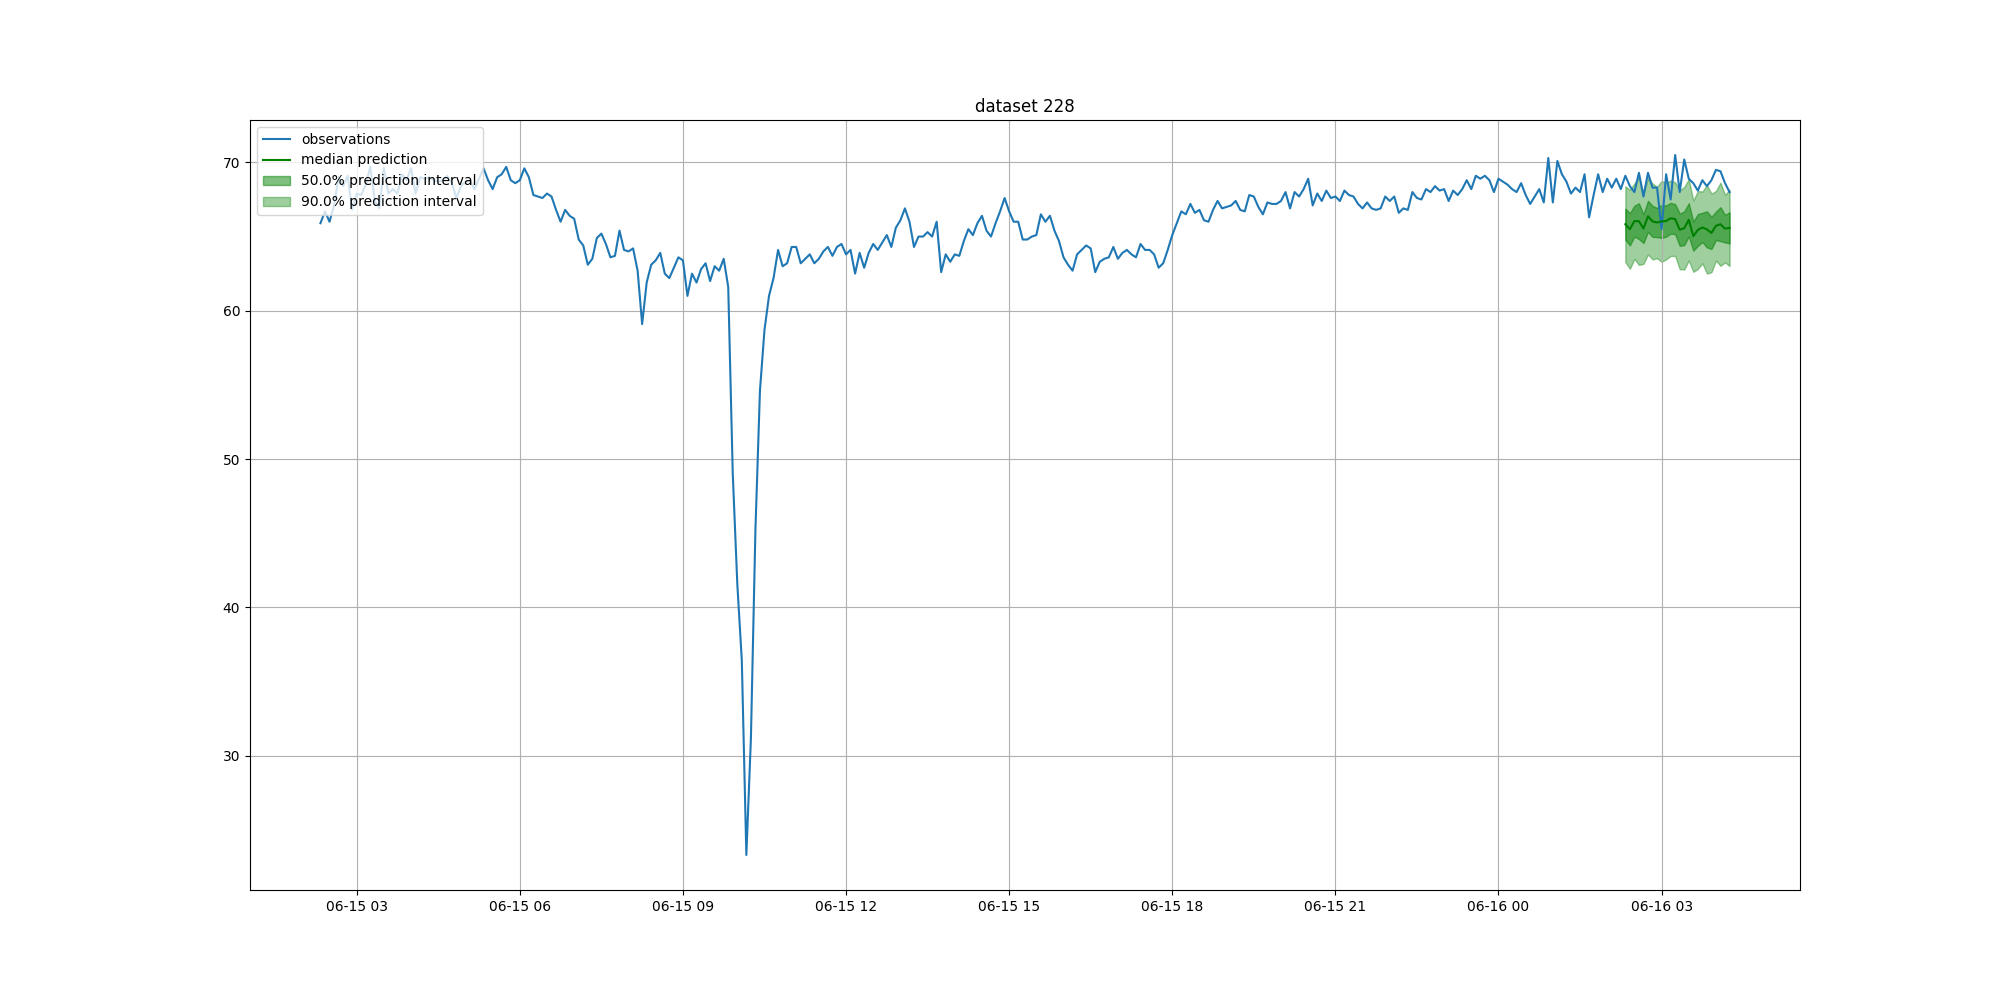 dataset 228
observations
median prediction
50.0% prediction interval
90.0% prediction interval
70
60
50
40
30
06-15 03
06-15 06
06-15 09
06-15 12
06-15 15
06-15 18
06-15 21
06-16 00
06-16 03